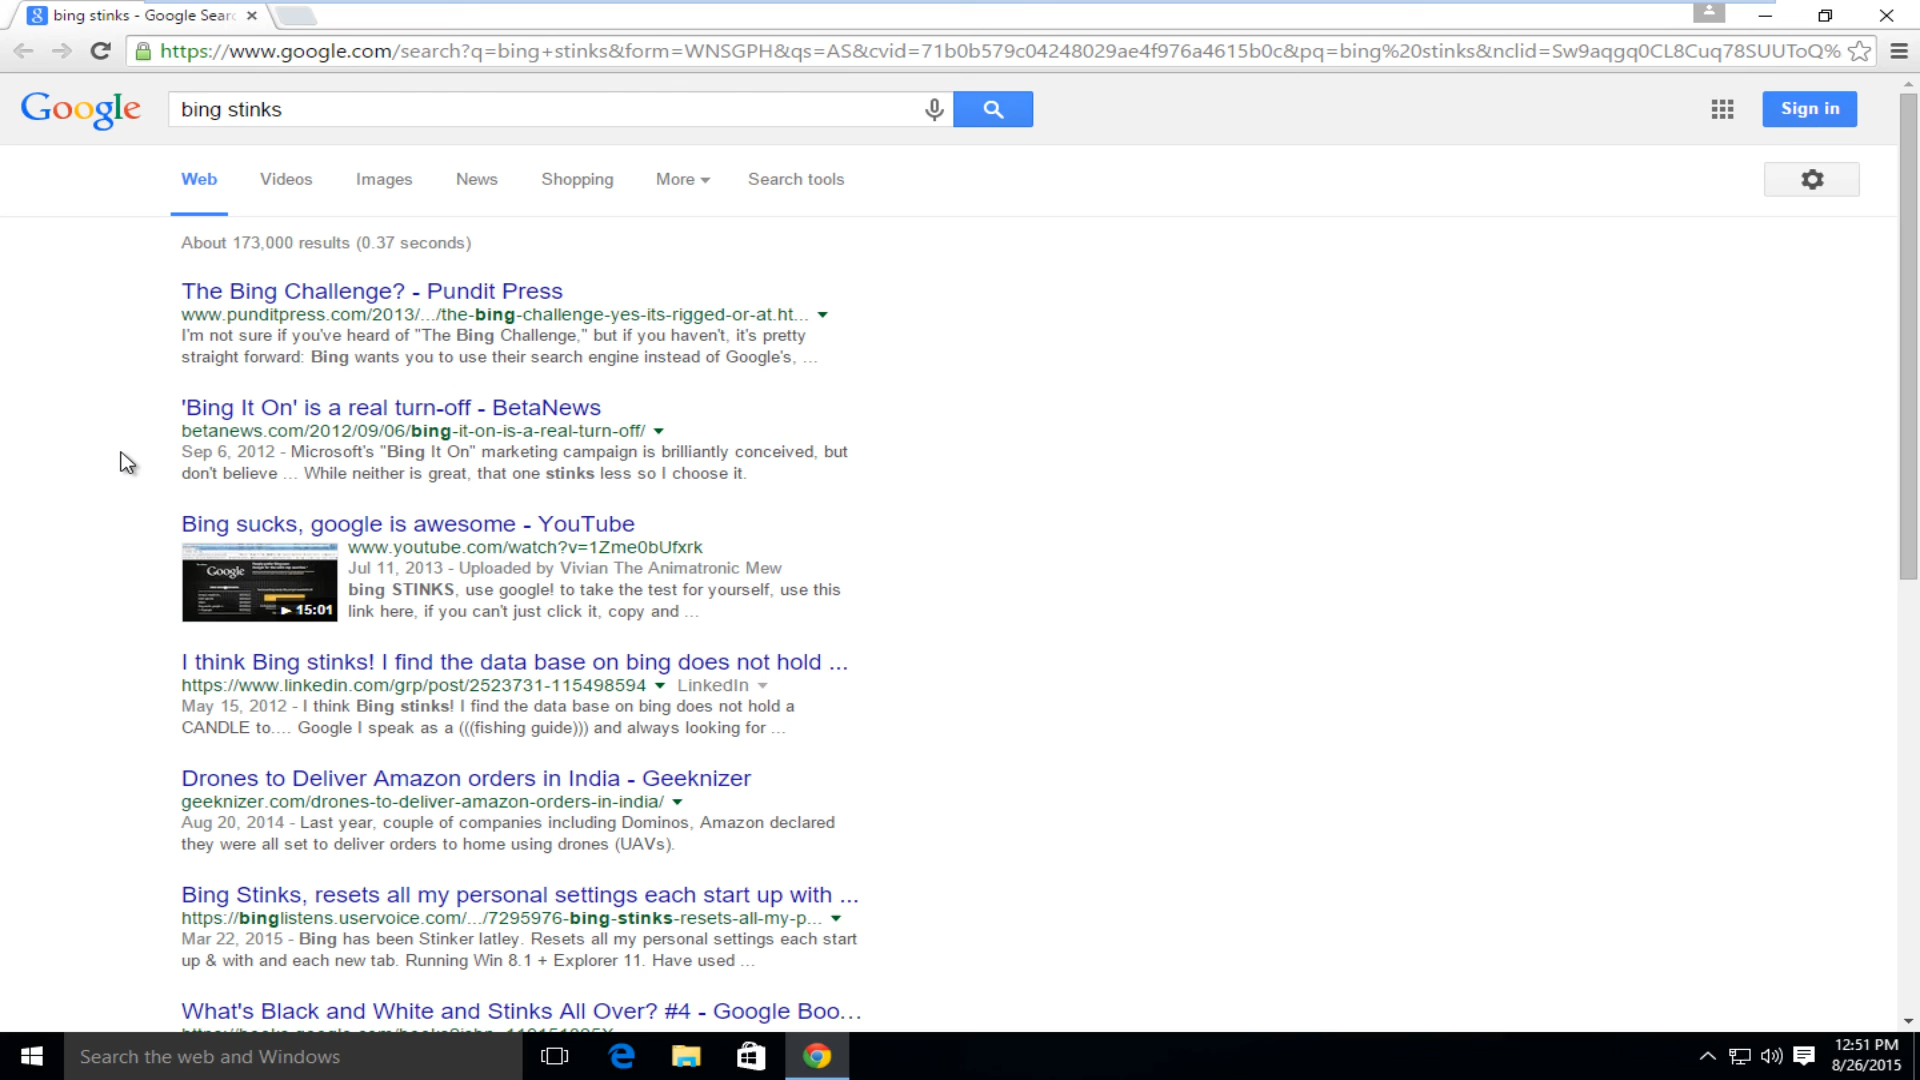 bing stinks - Google Sear
https://www.google.com/search?q=bing+stinks&form=WNSGPH&qs=AS&cvid=71b0b579c04248029ae4f976a4615b0c&pq=bing%20stinks&nclid=Sw9aqgq0CL8Cuq78SUUToQ%
Google
bing stinks
Sign in
Web Videos Images News Shopping More Search tools
About 173,000 results (0.37 seconds)
The Bing Challenge? - Pundit Press
www.punditpress.com/2013/.../the-bing-challenge-yes-its-rigged-or-at.ht...
I'm not sure if you've heard of "The Bing Challenge," but if you haven't, it's pretty
straight forward: Bing wants you to use their search engine instead of Google's, ...
'Bing It On' is a real turn-off - BetaNews
betanews.com/2012/09/06/bing-it-on-is-a-real-turn-off/
Sep 6, 2012 - Microsoft's "Bing It On" marketing campaign is brilliantly conceived, but
don't believe ... While neither is great, that one stinks less so I choose it.
Bing sucks, google is awesome - YouTube
www.youtube.com/watch?v=1Zme0bUfxrk
Jul 11, 2013 - Uploaded by Vivian The Animatronic Mew
bing STINKS, use google! to take the test for yourself, use this
link here, if you can't just click it, copy and ...
Google
15:01
I think Bing stinks! I find the data base on bing does not hold ...
https://www.linkedin.com/grp/post/2523731-115498594 LinkedIn
May 15, 2012 - I think Bing stinks! I find the data base on bing does not hold a
CANDLE to.... Google I speak as a (((fishing guide))) and always looking for ...
Drones to Deliver Amazon orders in India - Geeknizer
geeknizer.com/drones-to-deliver-amazon-orders-in-india/
Aug 20, 2014 - Last year, couple of companies including Dominos, Amazon declared
they were all set to deliver orders to home using drones (UAVs).
Bing Stinks, resets all my personal settings each start up with ...
https://binglistens.uservoice.com/.../7295976-bing-stinks-resets-all-my-p...
Mar 22, 2015 - Bing has been Stinker latley. Resets all my personal settings each start
up & with and each new tab. Running Win 8.1 + Explorer 11. Have used ...
What's Black and White and Stinks All Over? #4 - Google Boo...
Search the web and Windows
12:51 PM
8/26/2015